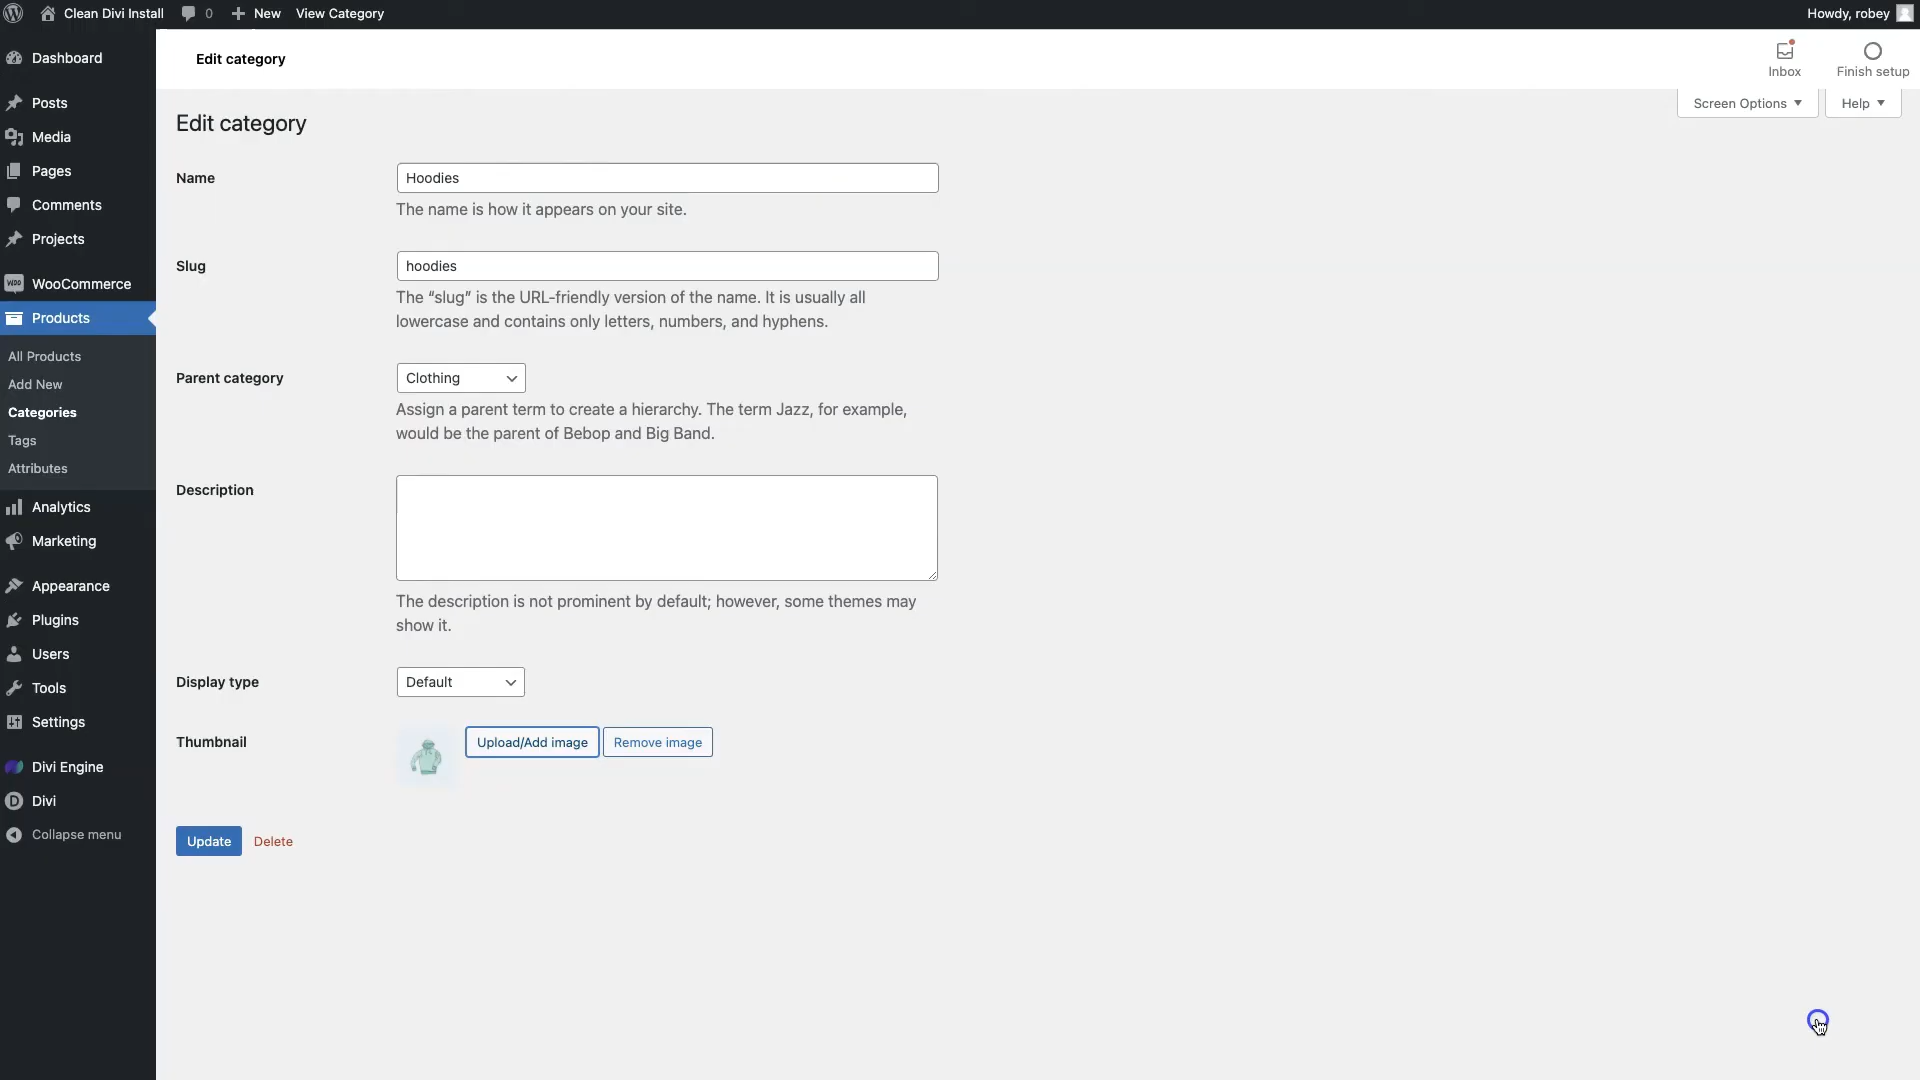 Clean Divi Install
0
New
View Category
Howdy, robey
Dashboard
Posts
Media
Pages
Comments
Projects
WooCommerce
Products
All Products
Add New
Categories
Tags
Attributes
Analytics
Marketing
Appearance
Plugins
Users
Tools
Settings
Divi Engine
Divi
Collapse menu
Edit category
Inbox
Finish setup
Screen Options
Help
Edit category
Name
Hoodies
The name is how it appears on your site.
Slug
hoodies
The “slug” is the URL-friendly version of the name. It is usually all
lowercase and contains only letters, numbers, and hyphens.
Parent category
Clothing
Assign a parent term to create a hierarchy. The term Jazz, for example,
would be the parent of Bebop and Big Band.
Description
The description is not prominent by default; however, some themes may
show it.
Display type
Default
Thumbnail
Upload/Add image
Remove image
Update
Delete